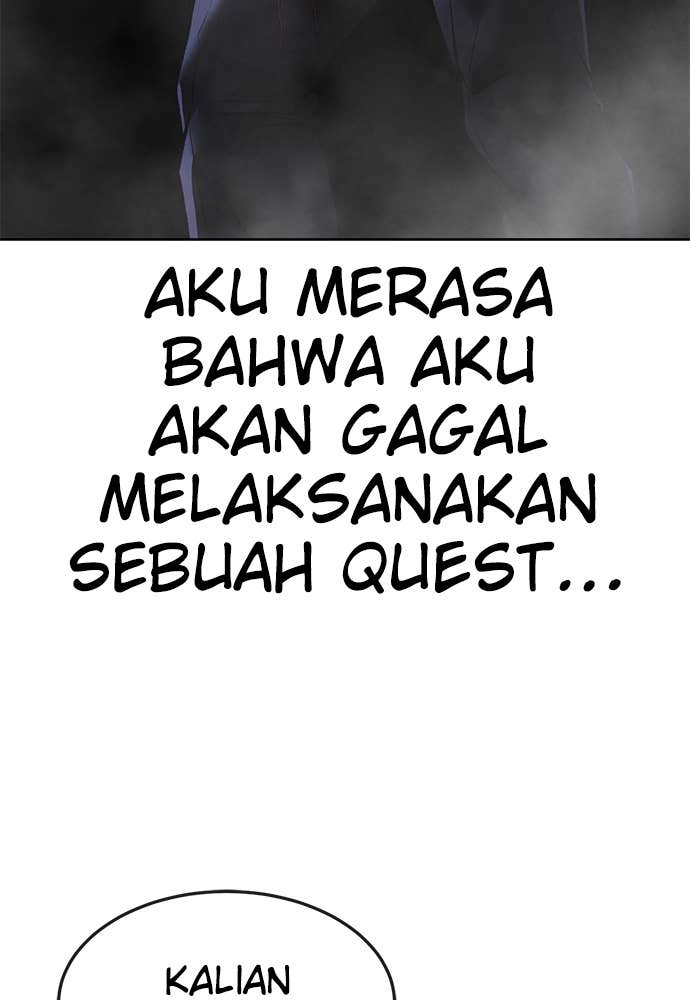 AKU MERASA
BAHWA AKU
AKAN GAGAL
MELAKSANAKAN
SEBUAH QUEST...
KALIAN